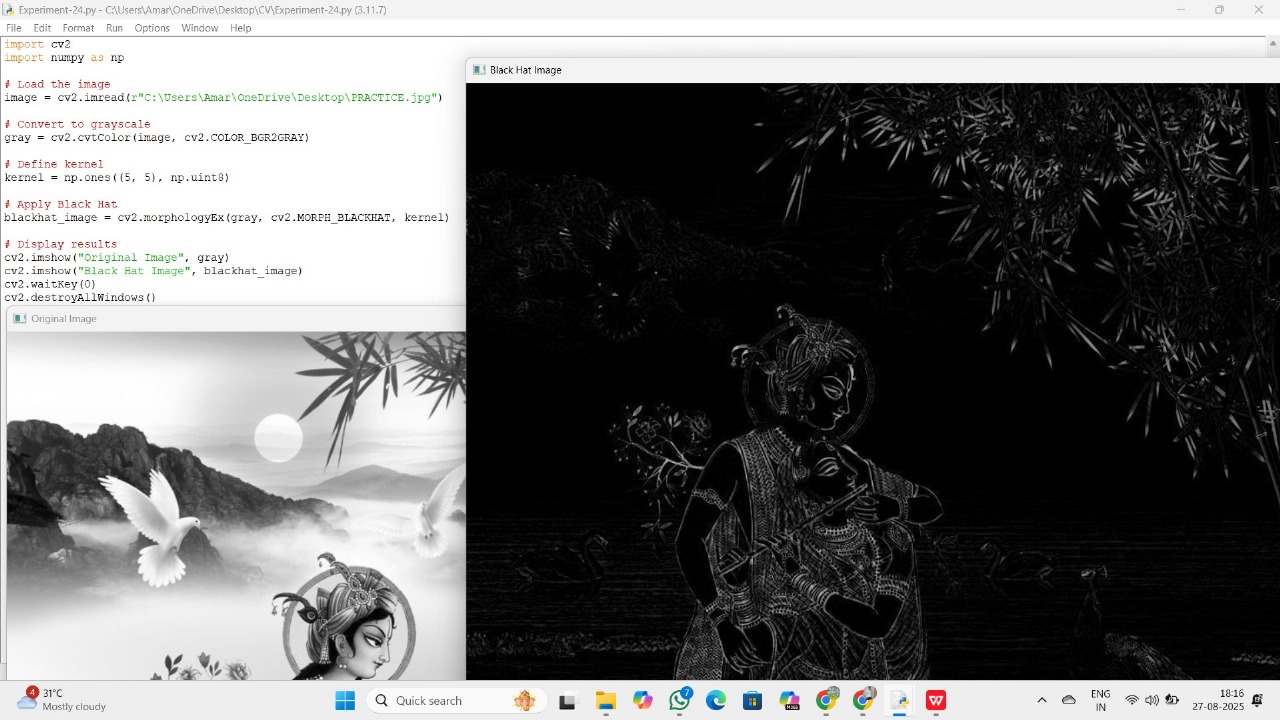 Experiment-24.py - C:\Users\Amar\OneDrive\Desktop\CV\Experiment-24.py (3.11.7)
File Edit Format Run Options Window Help
import cv2
import numpy as np
# Load the image
image = cv2.imread(r"C:\Users\Amar\OneDrive\Desktop\PRACTICE.jpg")
# Convert to grayscale
gray = cv2.cvtColor(image, cv2.COLOR_BGR2GRAY)
# Define kernel
kernel = np.ones((5, 5), np.uint8)
# Apply Black Hat
blackhat_image = cv2.morphologyEx(gray, cv2.MORPH_BLACKHAT, kernel)
# Display results
cv2.imshow("Original Image", gray)
cv2.imshow("Black Hat Image", blackhat_image)
cv2.waitKey(0)
cv2.destroyAllWindows()
Black Hat Image
Original Image
4
31°C
Mostly cloudy
Quick search
M365
7
ENG
IN
18:16
27-08-2025